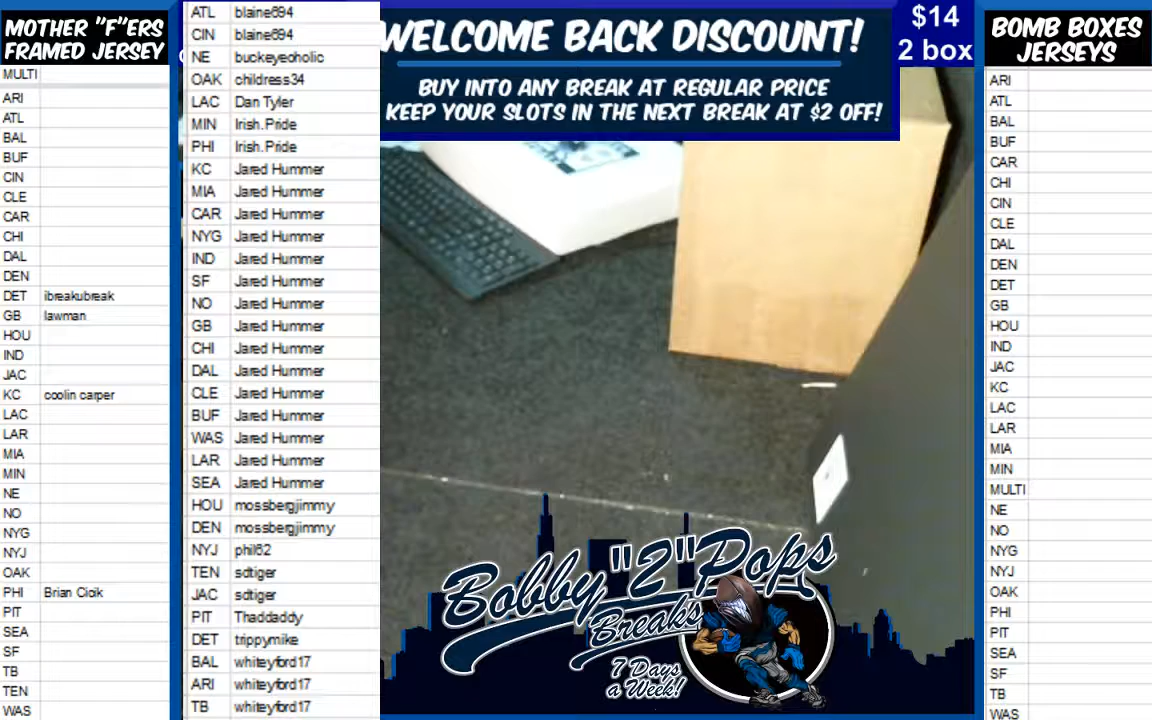 MOTHER "F"ERS
FRAMED JERSEY
MULTI
ARI
ATL
BAL
BUF
CIN
CLE
CAR
CHI
DAL
DEN
DET ibreakubreak
GB lawman
HOU
IND
JAC
KC coolin carper
LAC
LAR
MIA
MIN
NE
NO
NYG
NYJ
OAK
PHI Brian Cicik
PIT
SEA
SF
TB
TEN
WAS
ATL blaine694
CIN blaine694
NE buckeyeoholic
OAK childress34
LAC Dan Tyler
MIN Irish.Pride
PHI Irish.Pride
KC Jared Hummer
MIA Jared Hummer
CAR Jared Hummer
NYG Jared Hummer
IND Jared Hummer
SF Jared Hummer
NO Jared Hummer
GB Jared Hummer
CHI Jared Hummer
DAL Jared Hummer
CLE Jared Hummer
BUF Jared Hummer
WAS Jared Hummer
LAR Jared Hummer
SEA Jared Hummer
HOU mossbergjimmy
DEN mossbergjimmy
NYJ phil62
TEN sdtiger
JAC sdtiger
PIT Thaddaddy
DET trippymike
BAL whiteyford17
ARI whiteyford17
TB whiteyford17
WELCOME BACK DISCOUNT!
BUY INTO ANY BREAK AT REGULAR PRICE
KEEP YOUR SLOTS IN THE NEXT BREAK AT $2 OFF!
$14
2 box
Bobby "2" Pops
Breaks
7 Days
a Week!
BOMB BOXES
JERSEYS
ARI
ATL
BAL
BUF
CAR
CHI
CIN
CLE
DAL
DEN
DET
GB
HOU
IND
JAC
KC
LAC
LAR
MIA
MIN
MULTI
NE
NO
NYG
NYJ
OAK
PHI
PIT
SEA
SF
TB
WAS